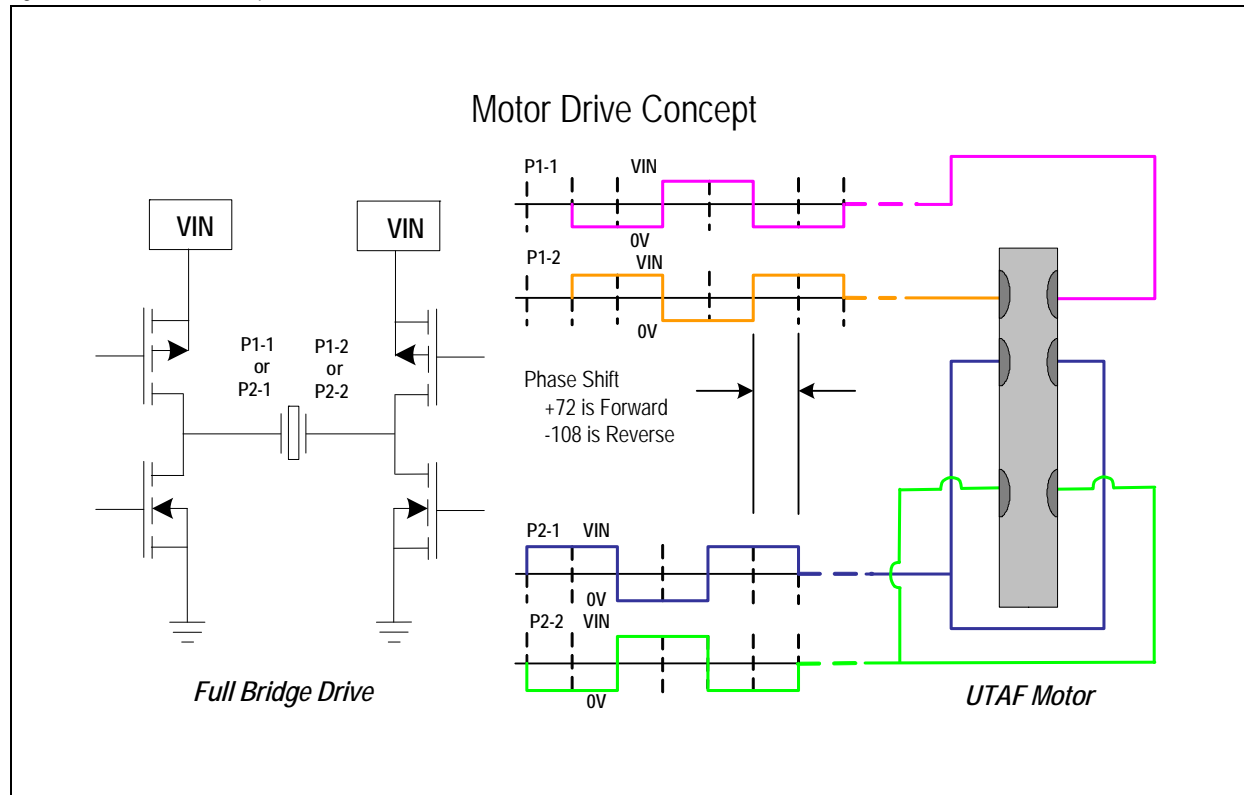 Motor Drive Concept
VIN
VIN
P1-1
or
P2-1
P1-2
or
P2-2
Full Bridge Drive
P1-1
VIN
0V
P1-2
VIN
0V
Phase Shift
+72 is Forward
-108 is Reverse
P2-1
VIN
0V
P2-2
VIN
0V
UTAF Motor